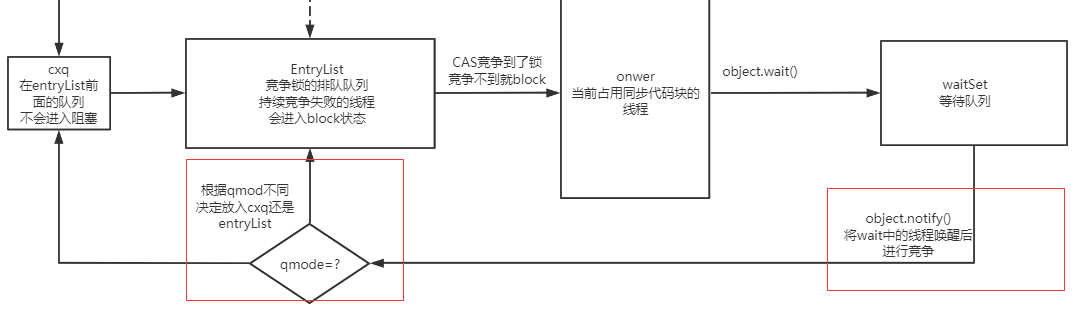 cxq
在entryList前
面的队列
不会进入阻塞
EntryList
竞争锁的排队队列
持续竞争失败的线程
会进入block状态
CAS竞争到了锁
竞争不到就block
onwer
当前占用同步代码块的
线程
object.wait()
waitSet
等待队列
根据qmod不同
决定放入cxq还是
entryList
qmode=?
object.notify()
将wait中的线程唤醒后
进行竞争